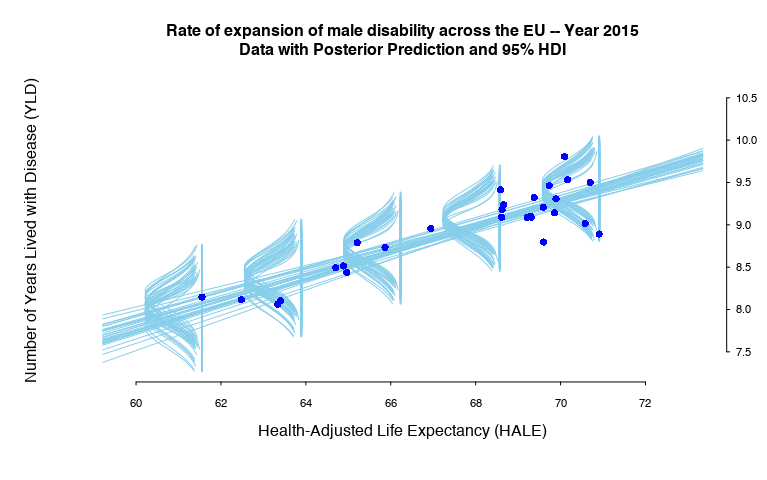 Rate of expansion of male disability across the EU -- Year 2015
Data with Posterior Prediction and 95% HDI
Number of Years Lived with Disease (YLD)
10.5
10.0
9.5
9.0
8.5
8.0
7.5
60 62 64 66 68 70 72
Health-Adjusted Life Expectancy (HALE)